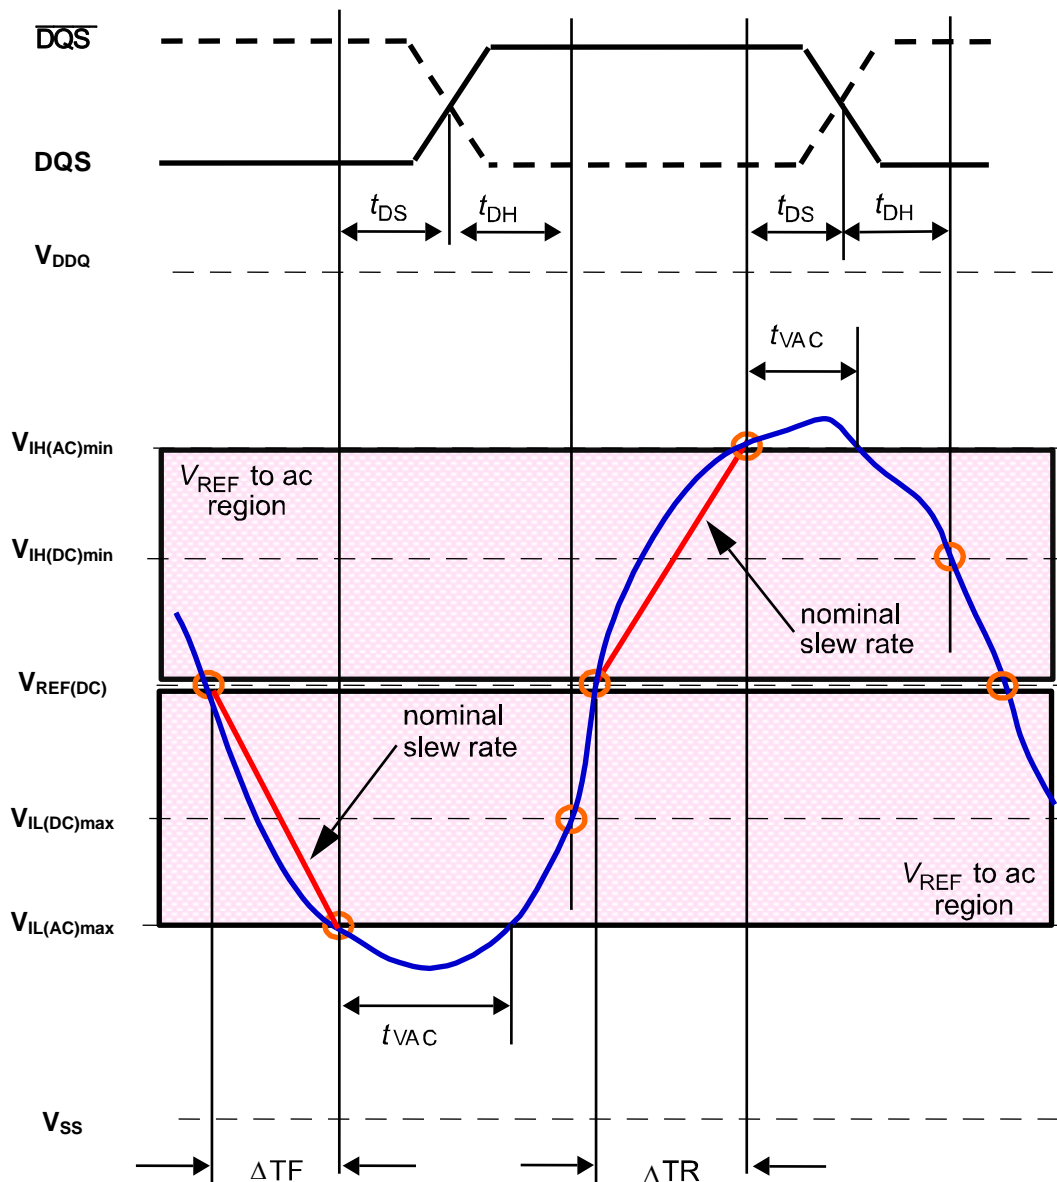 D̅Q̅S̅
DQS
tDS
tDH
tDS
tDH
VDDQ
tVAC
VIH(AC)min
VREF to ac
region
VIH(DC)min
nominal
slew rate
VREF(DC)
nominal
slew rate
VIL(DC)max
VREF to ac
region
VIL(AC)max
tVAC
VSS
ΔTF
ΔTR